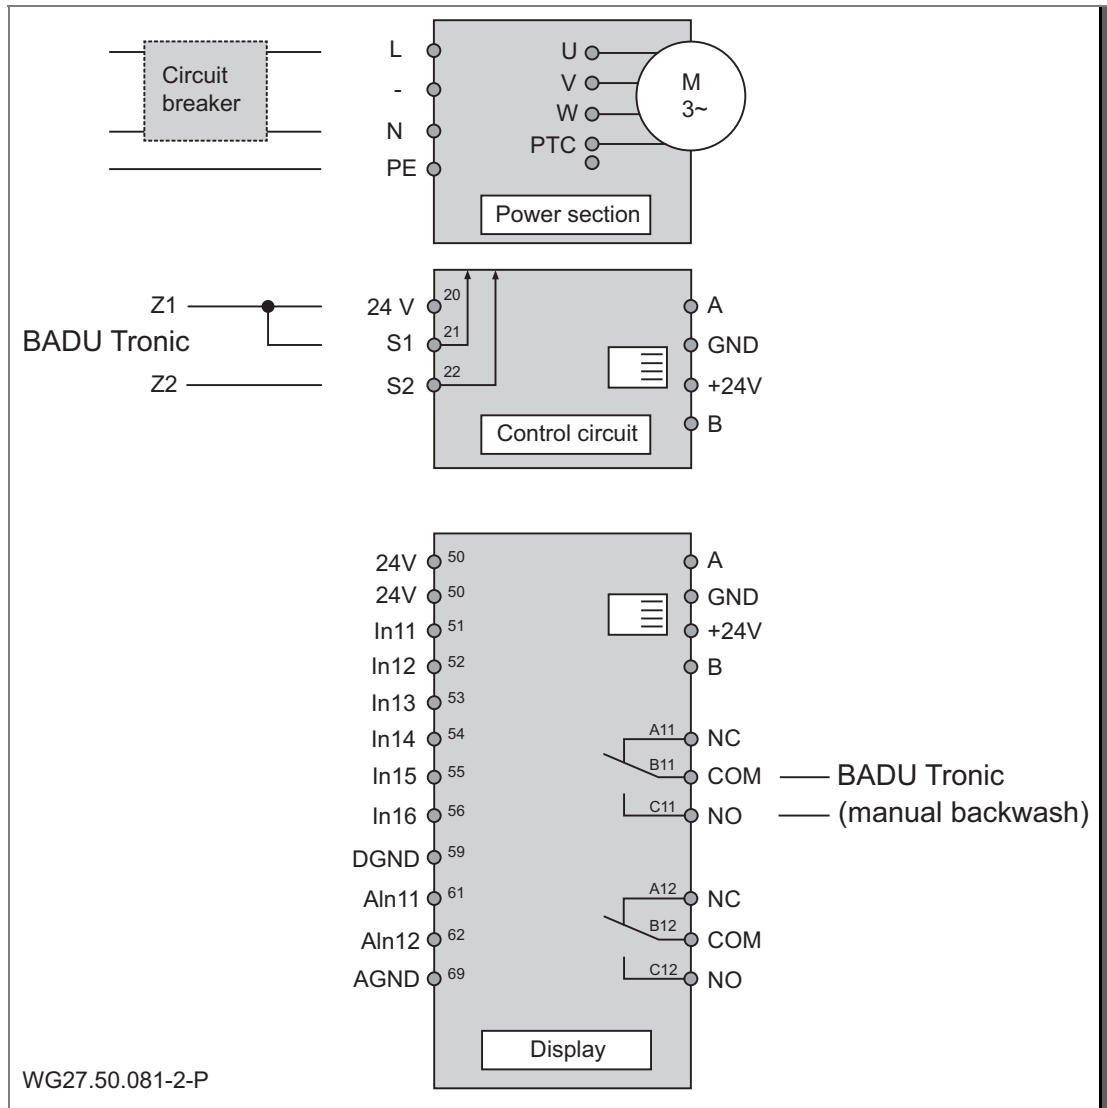 Circuit
breaker
L
-
N
PE
U
V
W
PTC
M
3~
Power section
Z1
BADU Tronic
Z2
24 V 20
S1 21
S2 22
A
GND
+24V
B
Control circuit
24V 50
24V 50
In11 51
In12 52
In13 53
In14 54
In15 55
In16 56
DGND 59
AIn11 61
AIn12 62
AGND 69
A
GND
+24V
B
A11 NC
B11 COM
C11 NO
BADU Tronic
(manual backwash)
A12 NC
B12 COM
C12 NO
Display
WG27.50.081-2-P